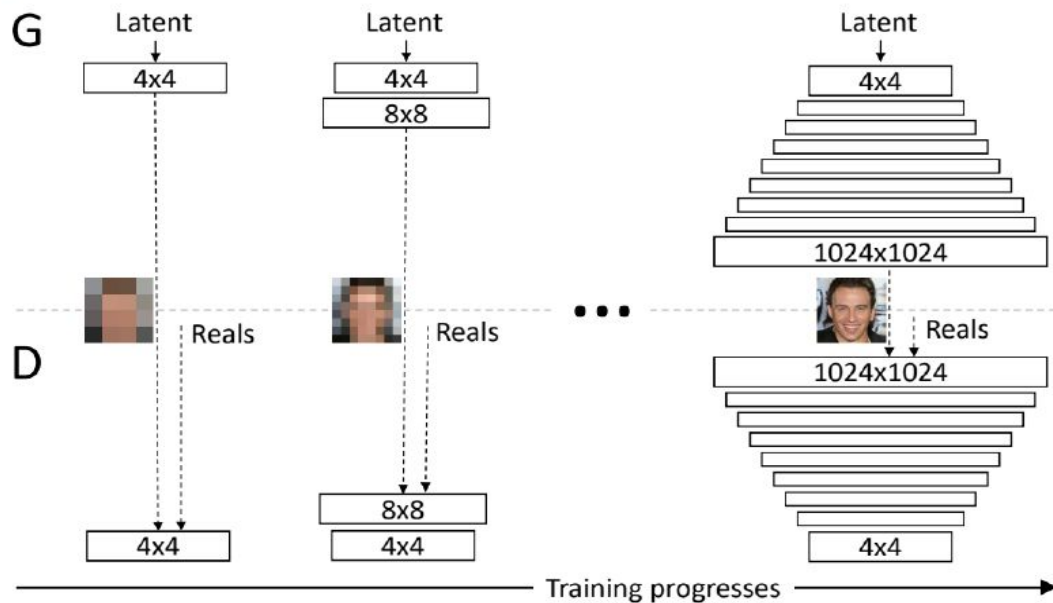 G
Latent
Latent
Latent
4x4
4x4
4x4
8x8
1024x1024
Reals
Reals
Reals
D
1024x1024
8x8
4x4
4x4
4x4
Training progresses